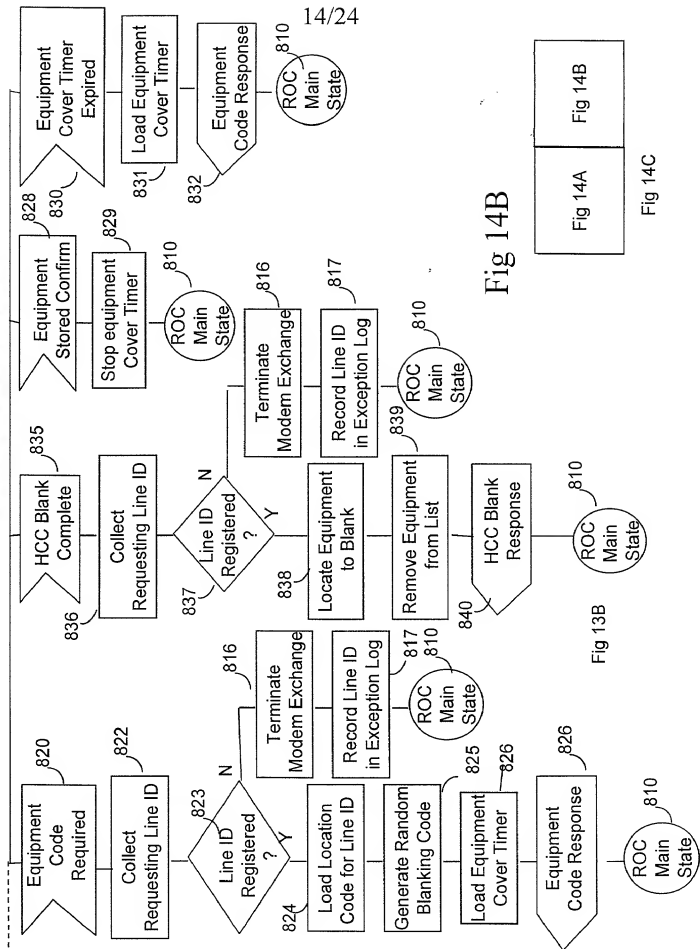 14/24
Equipment
Code
Required
820
Collect
Requesting Line ID
822
Line ID
Registered
?
823
N
Y
Terminate
Modem Exchange
816
Record Line ID
in Exception Log
817
ROC
Main
State
810
Load Location
Code for Line ID
824
Generate Random
Blanking Code
825
Load Equipment
Cover Timer
826
Equipment
Code Response
826
ROC
Main
State
810
HCC Blank
Complete
835
Collect
Requesting Line ID
836
Line ID
Registered
?
837
N
Y
Terminate
Modem Exchange
816
Record Line ID
in Exception Log
817
ROC
Main
State
810
Locate Equipment
to Blank
838
Remove Equipment
from List
839
HCC Blank
Response
840
ROC
Main
State
810
Fig 13B
Equipment
Stored Confirm
828
Stop equipment
Cover Timer
829
ROC
Main
State
810
Equipment
Cover Timer
Expired
830
Load Equipment
Cover Timer
831
Equipment
Code Response
832
ROC
Main
State
810
Fig 14B
Fig 14A
Fig 14B
Fig 14C